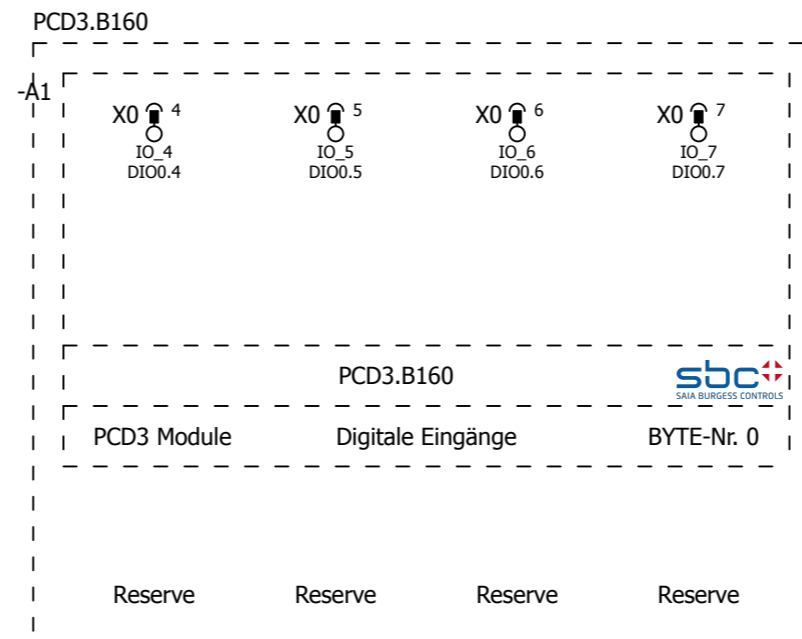 PCD3.B160
-A1
X0 4 X0 5 X0 6 X0 7
IO_4 IO_5 IO_6 IO_7
DIO0.4 DIO0.5 DIO0.6 DIO0.7
PCD3.B160 sbc
SAIA BURGESS CONTROLS
PCD3 Module Digitale Eingänge BYTE-Nr. 0
Reserve Reserve Reserve Reserve